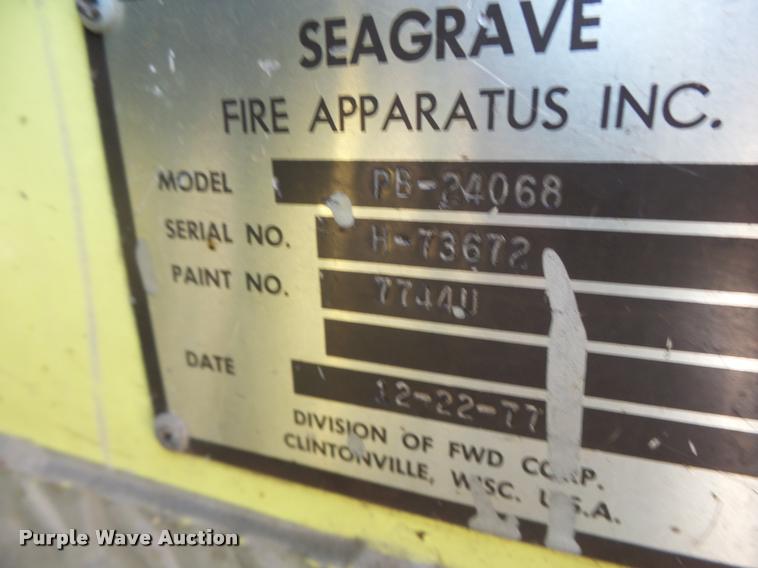 SEAGRAVE
FIRE APPARATUS INC.
MODEL PB-24068
SERIAL NO. H-73672
PAINT NO. 7744U
DATE 12-22-77
DIVISION OF FWD CORP.
CLINTONVILLE, WISC. U.S.A.
Purple Wave Auction